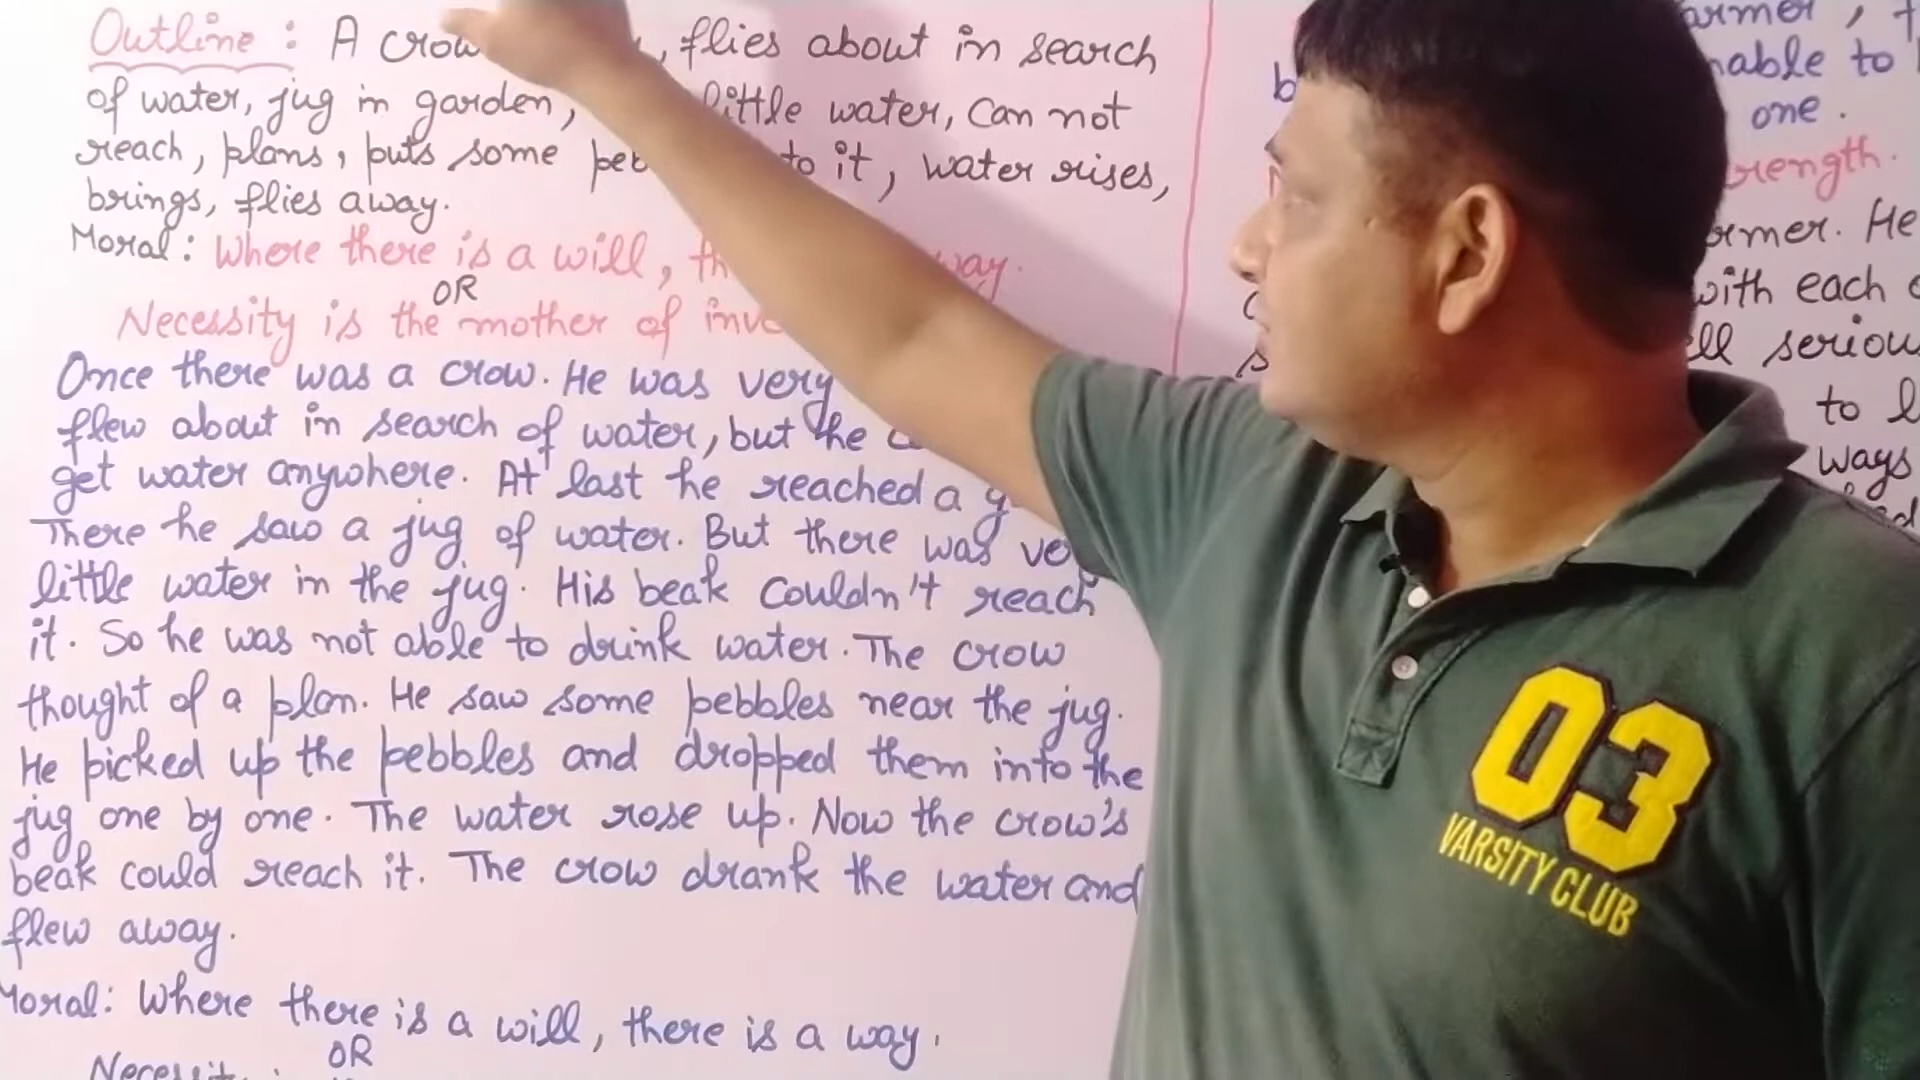 Outline : A crow , flies about in search
of water, jug in garden, little water, can not
reach, plans, puts some to it, water rises,
brings, flies away.
Moral : Where there is a will, way.
OR
Necessity is the mother of
Once there was a crow. He was very
flew about in search of water, but he
get water anywhere. At last he reached a
There he saw a jug of water. But there was
little water in the jug. His beak couldn't reach
it. So he was not able to drink water. The crow
thought of a plan. He saw some pebbles near the jug.
He picked up the pebbles and dropped them into the
jug one by one. The water rose up. Now the crow's
beak could reach it. The crow drank the water and
flew away.
Moral : Where there is a will, there is a way.
OR
to
one.
ormer. He
with each
seriou
to
ways
03
VARSITY CLUB